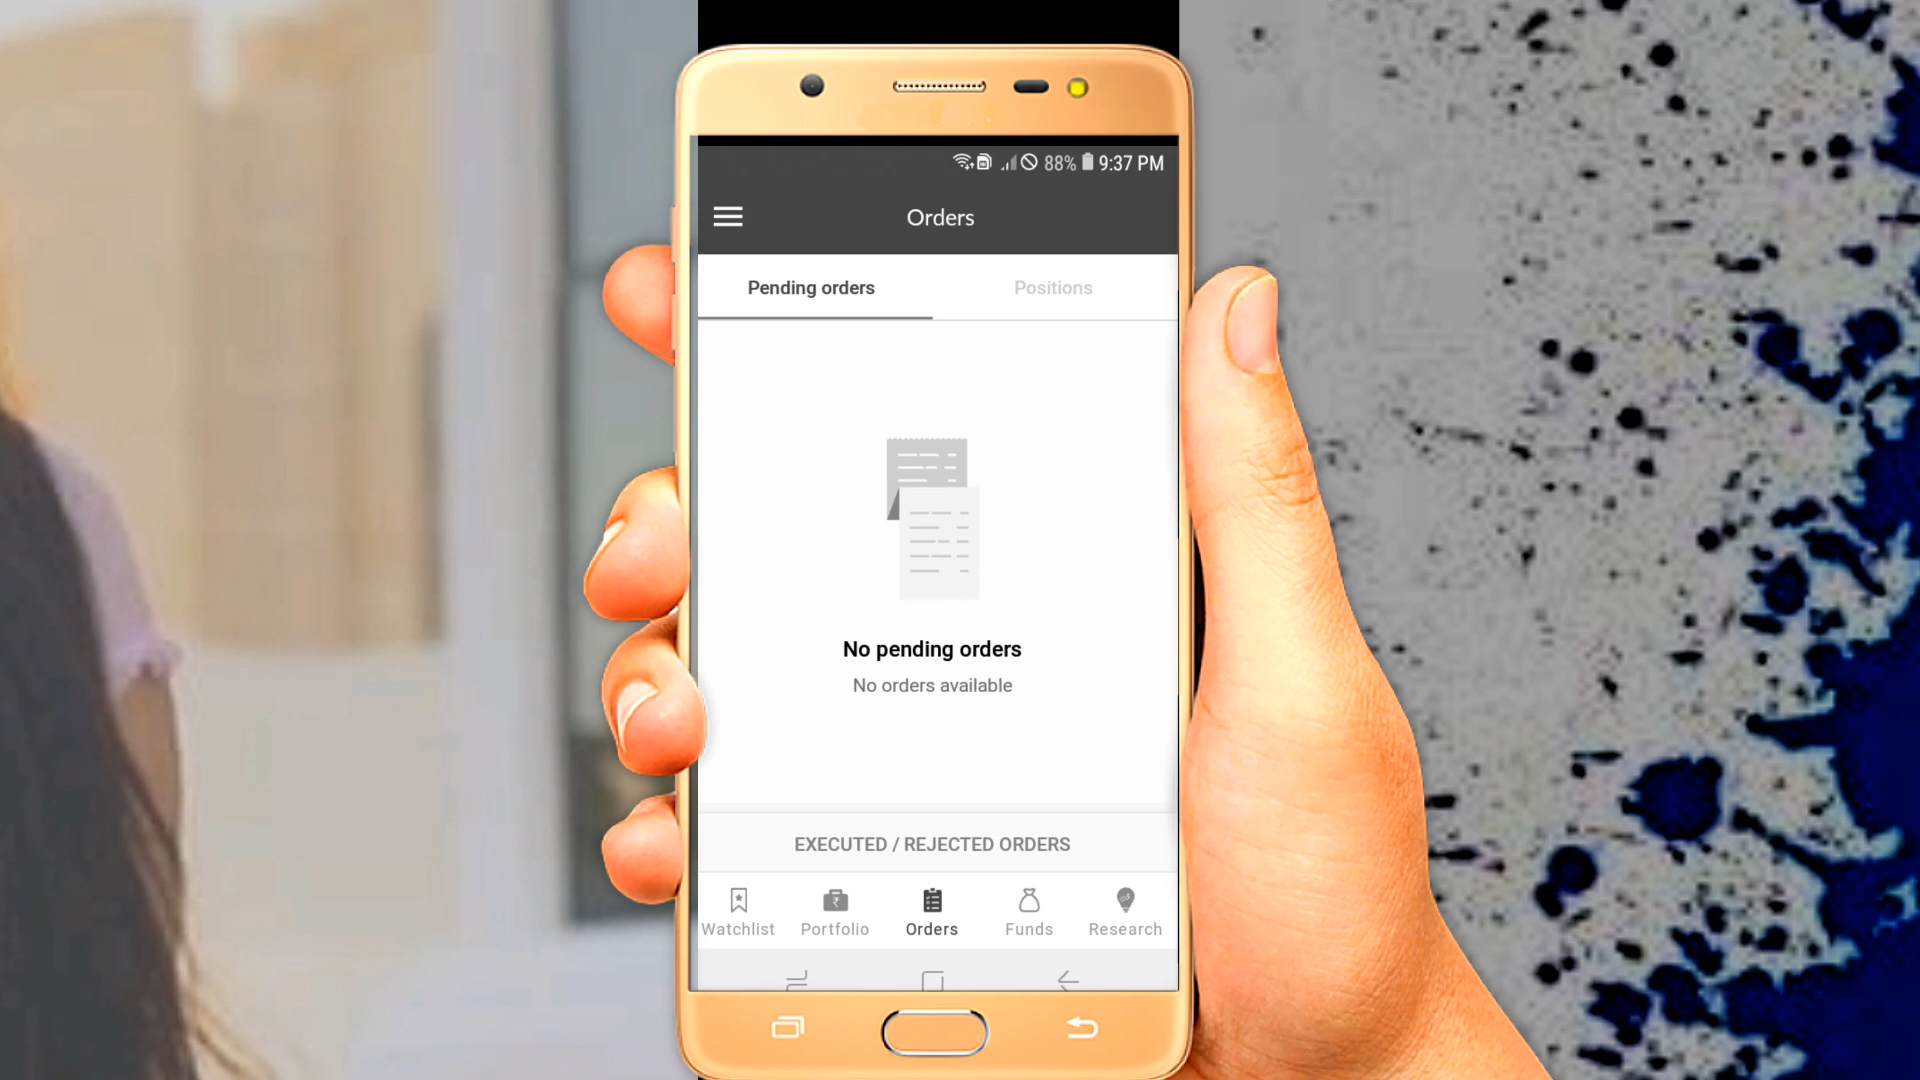 88% 9:37 PM
Orders
Pending orders Positions
No pending orders
No orders available
EXECUTED / REJECTED ORDERS
Watchlist Portfolio Orders Funds Research